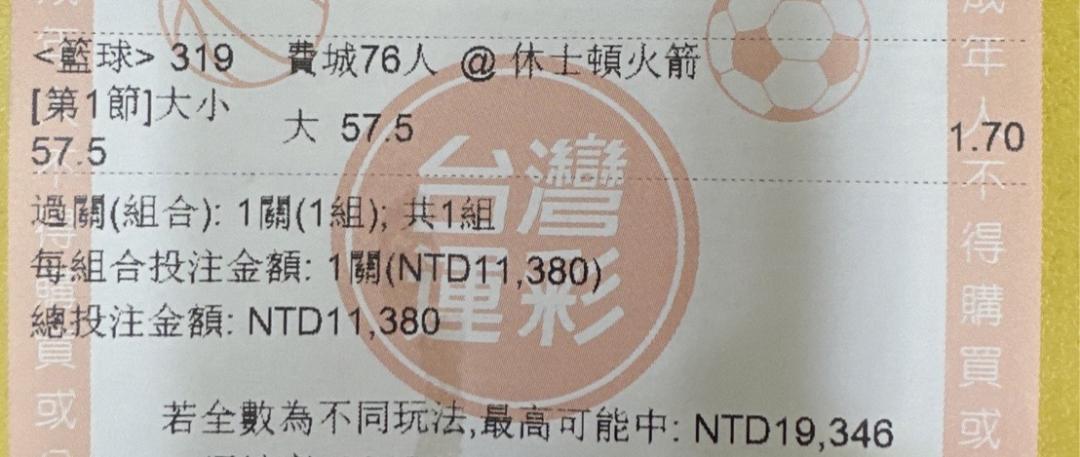 <籃球> 319 費城76人 @ 休士頓火箭
[第1節]大小
57.5 大 57.5 1.70
過關(組合): 1關(1組); 共1組
每組合投注金額: 1關(NTD11,380)
總投注金額: NTD11,380
若全數為不同玩法,最高可能中: NTD19,346
台灣
運彩
成年人不得購買或